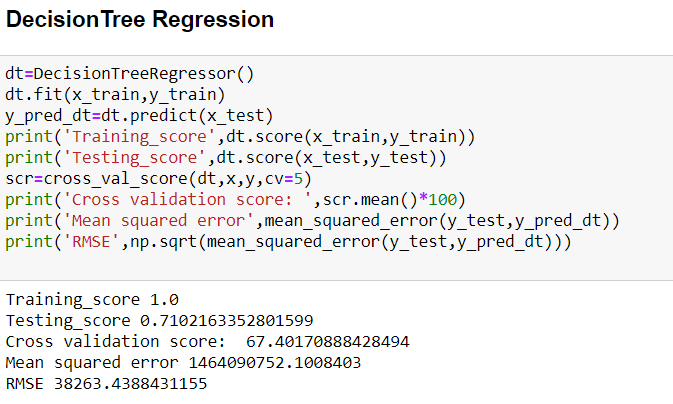 DecisionTree Regression
dt=DecisionTreeRegressor()
dt.fit(x_train,y_train)
y_pred_dt=dt.predict(x_test)
print('Training_score',dt.score(x_train,y_train))
print('Testing_score',dt.score(x_test,y_test))
scr=cross_val_score(dt,x,y,cv=5)
print('Cross validation score: ',scr.mean()*100)
print('Mean squared error',mean_squared_error(y_test,y_pred_dt))
print('RMSE',np.sqrt(mean_squared_error(y_test,y_pred_dt)))
Training_score 1.0
Testing_score 0.7102163352801599
Cross validation score:  67.40170888428494
Mean squared error 1464090752.1008403
RMSE 38263.4388431155